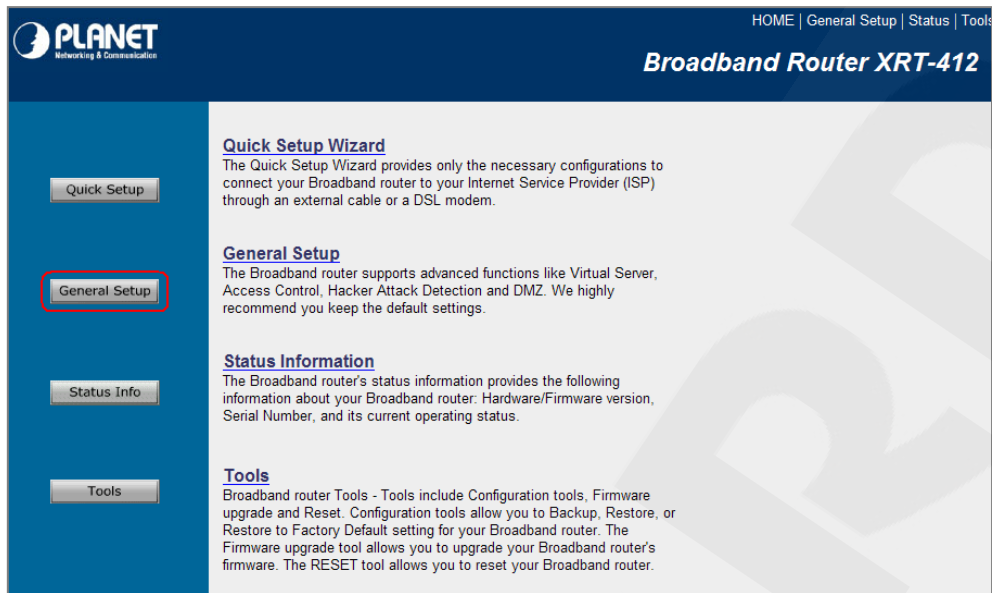 PLANET
Networking & Communication
HOME | General Setup | Status | Tools
Broadband Router XRT-412
Quick Setup
Quick Setup Wizard
The Quick Setup Wizard provides only the necessary configurations to
connect your Broadband router to your Internet Service Provider (ISP)
through an external cable or a DSL modem.
General Setup
General Setup
The Broadband router supports advanced functions like Virtual Server,
Access Control, Hacker Attack Detection and DMZ. We highly
recommend you keep the default settings.
Status Info
Status Information
The Broadband router's status information provides the following
information about your Broadband router: Hardware/Firmware version,
Serial Number, and its current operating status.
Tools
Tools
Broadband router Tools - Tools include Configuration tools, Firmware
upgrade and Reset. Configuration tools allow you to Backup, Restore, or
Restore to Factory Default setting for your Broadband router. The
Firmware upgrade tool allows you to upgrade your Broadband router's
firmware. The RESET tool allows you to reset your Broadband router.